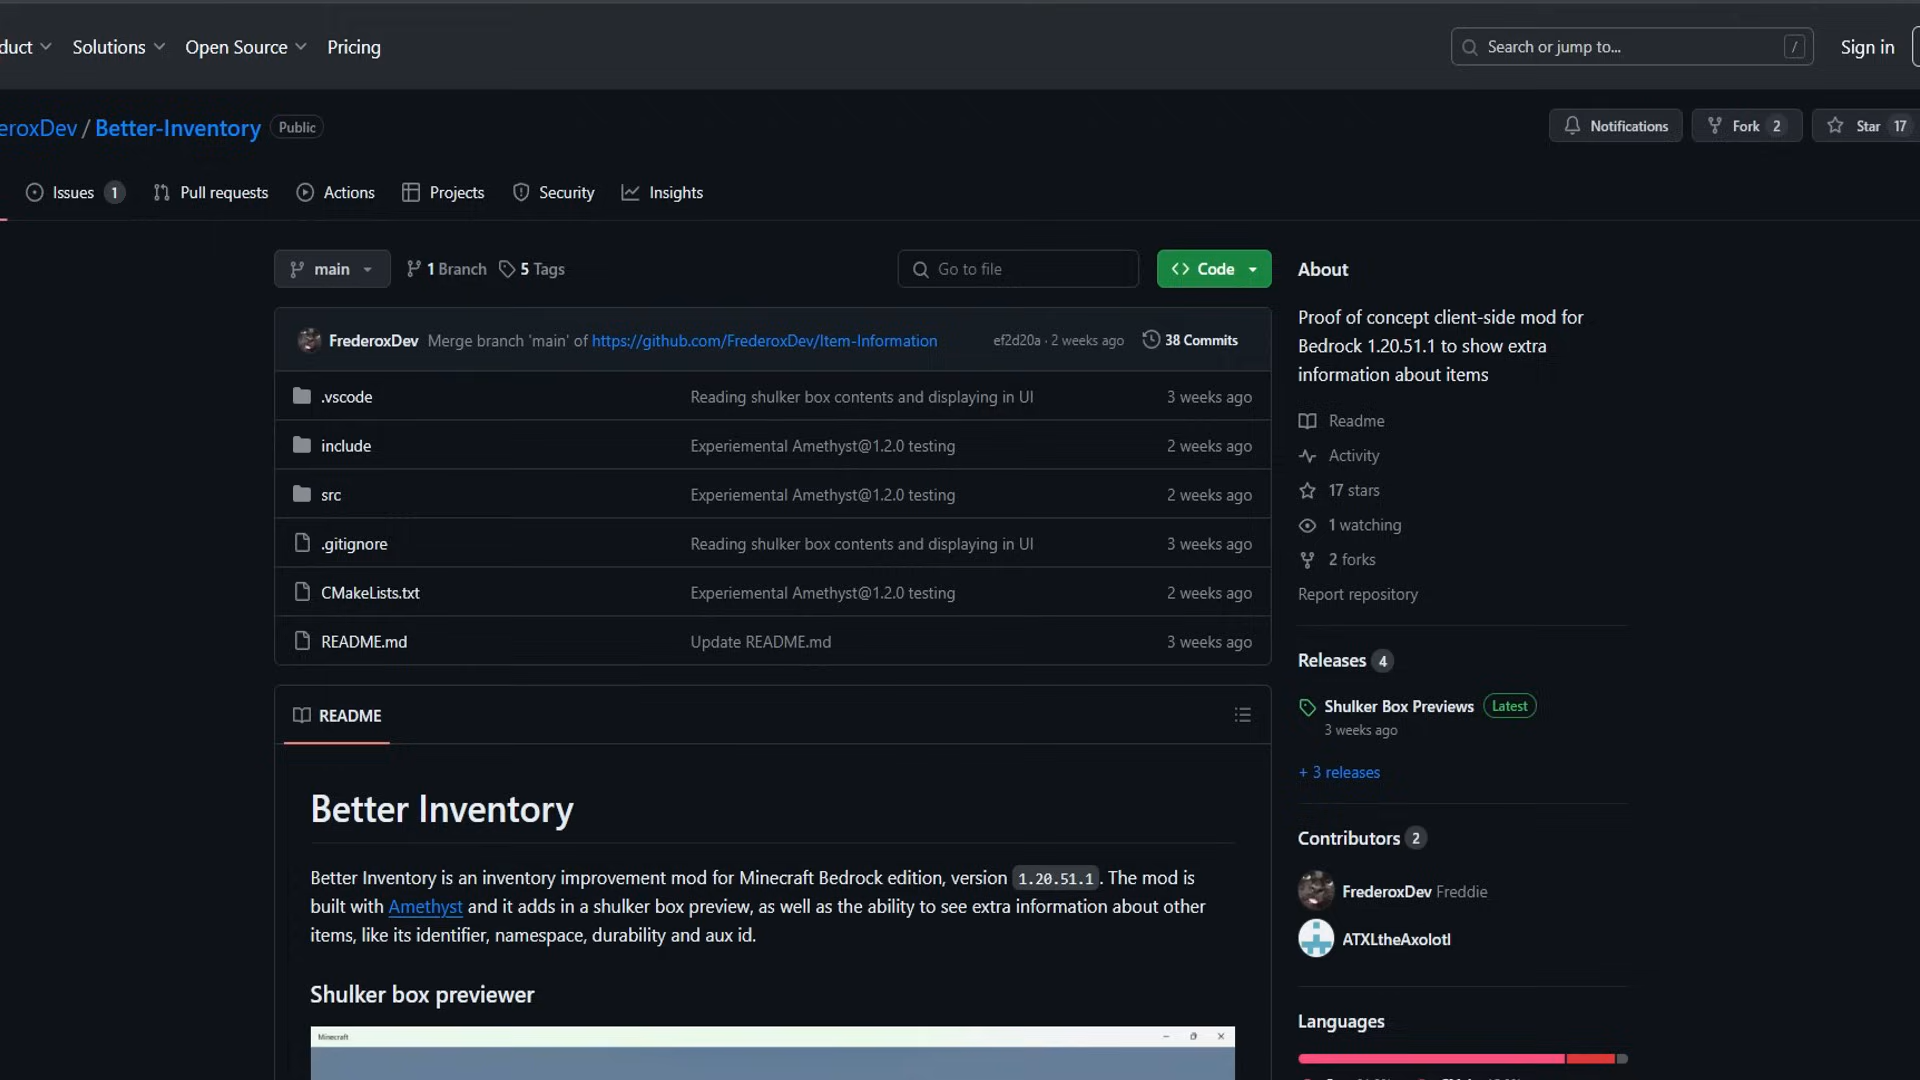 duct Solutions Open Source Pricing Search or jump to... / Sign in
eroxDev / Better-Inventory Public Notifications Fork 2 Star 17
Issues 1 Pull requests Actions Projects Security Insights
main 1 Branch 5 Tags Go to file Code
FrederoxDev Merge branch 'main' of https://github.com/FrederoxDev/Item-Information ef2d20a · 2 weeks ago 38 Commits
.vscode Reading shulker box contents and displaying in UI 3 weeks ago
include Experiemental Amethyst@1.2.0 testing 2 weeks ago
src Experiemental Amethyst@1.2.0 testing 2 weeks ago
.gitignore Reading shulker box contents and displaying in UI 3 weeks ago
CMakeLists.txt Experiemental Amethyst@1.2.0 testing 2 weeks ago
README.md Update README.md 3 weeks ago
README
Better Inventory
Better Inventory is an inventory improvement mod for Minecraft Bedrock edition, version 1.20.51.1. The mod is
built with Amethyst and it adds in a shulker box preview, as well as the ability to see extra information about other
items, like its identifier, namespace, durability and aux id.
Shulker box previewer
Minecraft
About
Proof of concept client-side mod for
Bedrock 1.20.51.1 to show extra
information about items
Readme
Activity
17 stars
1 watching
2 forks
Report repository
Releases 4
Shulker Box Previews Latest
3 weeks ago
+ 3 releases
Contributors 2
FrederoxDev Freddie
ATXLtheAxolotl
Languages